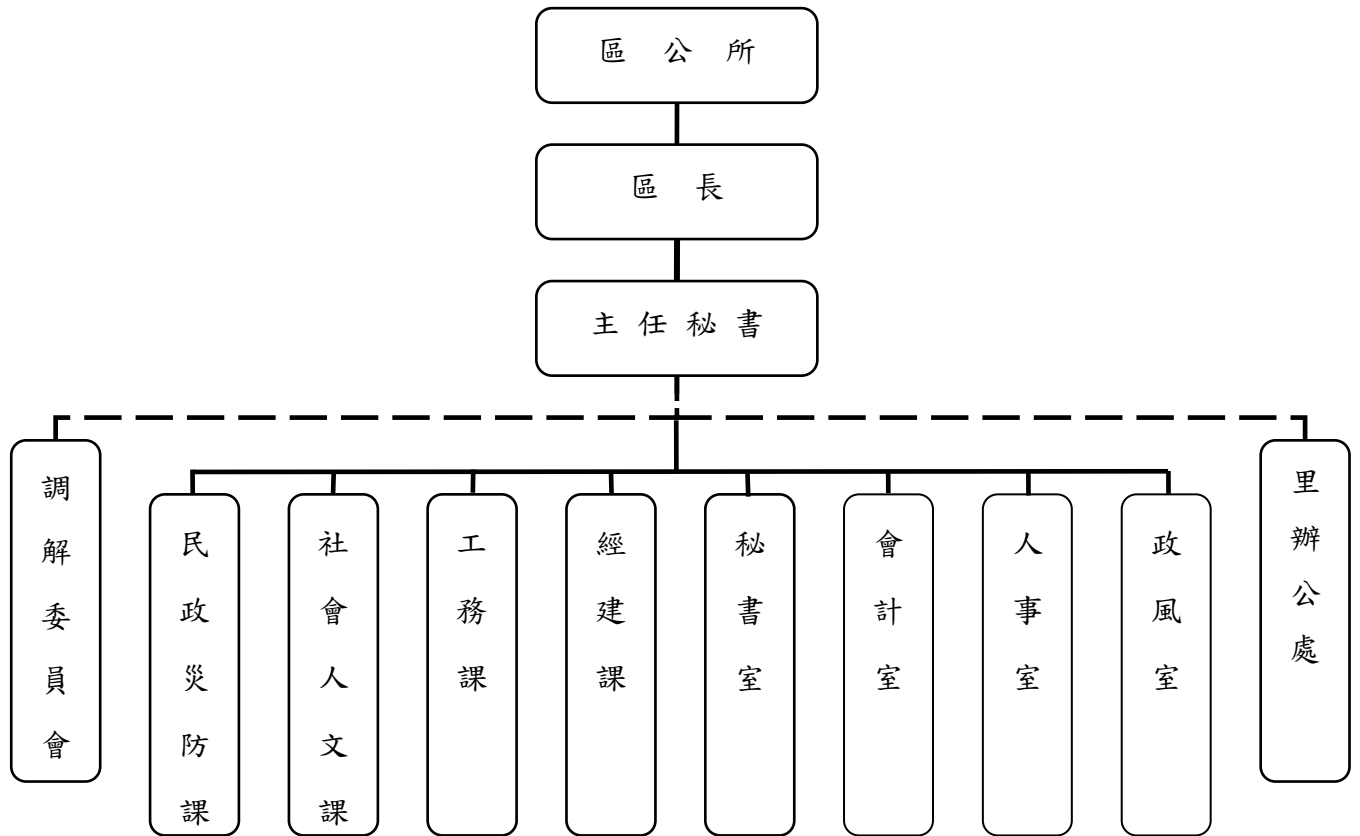 區公所
區長
主任秘書
調解委員會
民政災防課
社會人文課
工務課
經建課
秘書室
會計室
人事室
政風室
里辦公處